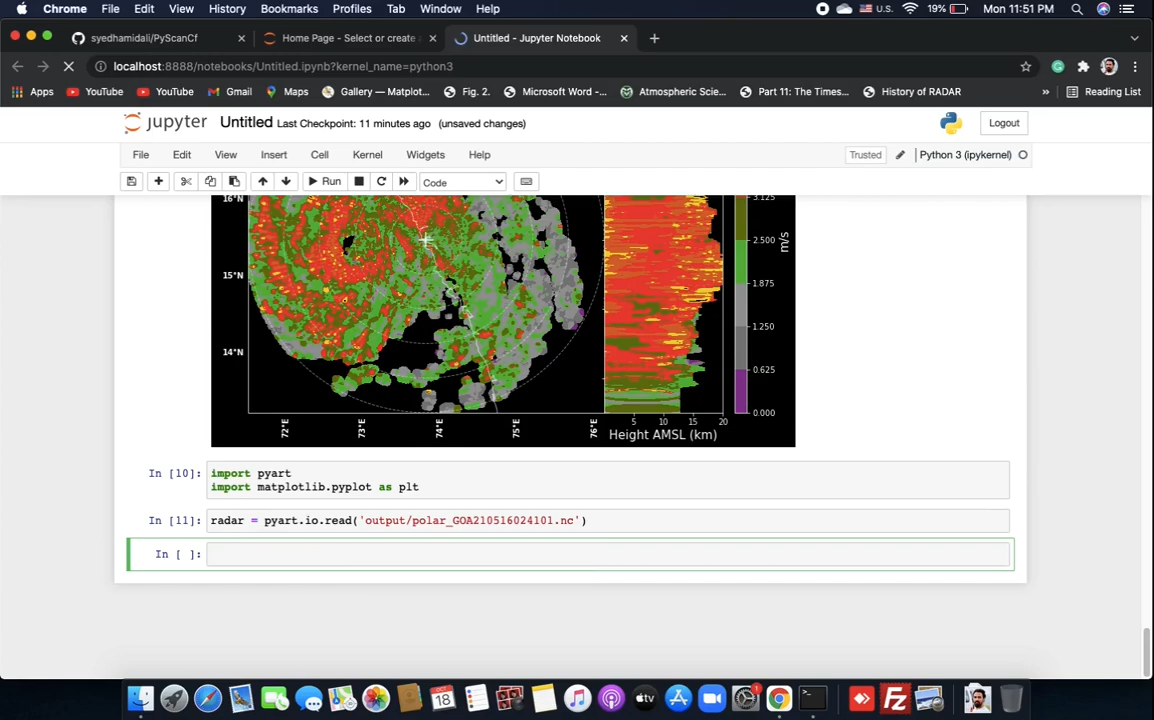 Chrome File Edit View History Bookmarks Profiles Tab Window Help U.S. 19% Mon 11:51 PM
syedhamidali/PyScanCf Home Page - Select or create a Untitled - Jupyter Notebook
localhost:8888/notebooks/Untitled.ipynb?kernel_name=python3
Apps YouTube YouTube Gmail Maps Gallery — Matplot... Fig. 2. Microsoft Word -... Atmospheric Scie... Part 11: The Times... History of RADAR » Reading List
jupyter Untitled Last Checkpoint: 11 minutes ago (unsaved changes) Logout
File Edit View Insert Cell Kernel Widgets Help Trusted Python 3 (ipykernel)
Run Code
16°N
15°N
14°N
72°E 73°E 74°E 75°E 76°E
5 10 15 20
Height AMSL (km)
3.125
2.500
1.875
1.250
0.625
0.000
m/s
In [10]: import pyart
import matplotlib.pyplot as plt
In [11]: radar = pyart.io.read('output/polar_GOA210516024101.nc')
In [ ]:
OCT
18
tv
1